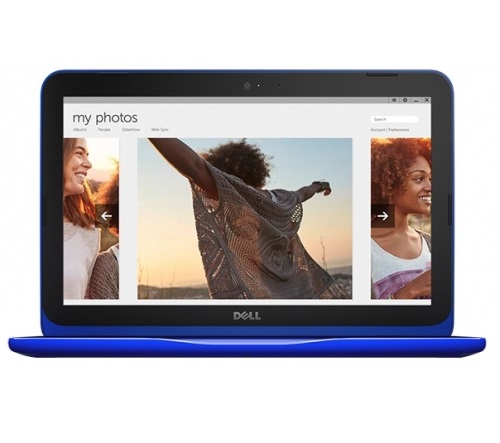 my photos
Search
Albums People Slideshow Web Sync
Account | Preferences
DELL